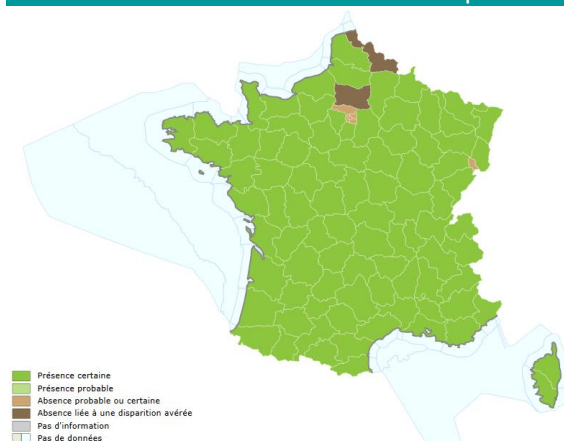 Présence certaine
Présence probable
Absence probable ou certaine
Absence liée à une disparition avérée
Pas d'information
Pas de données